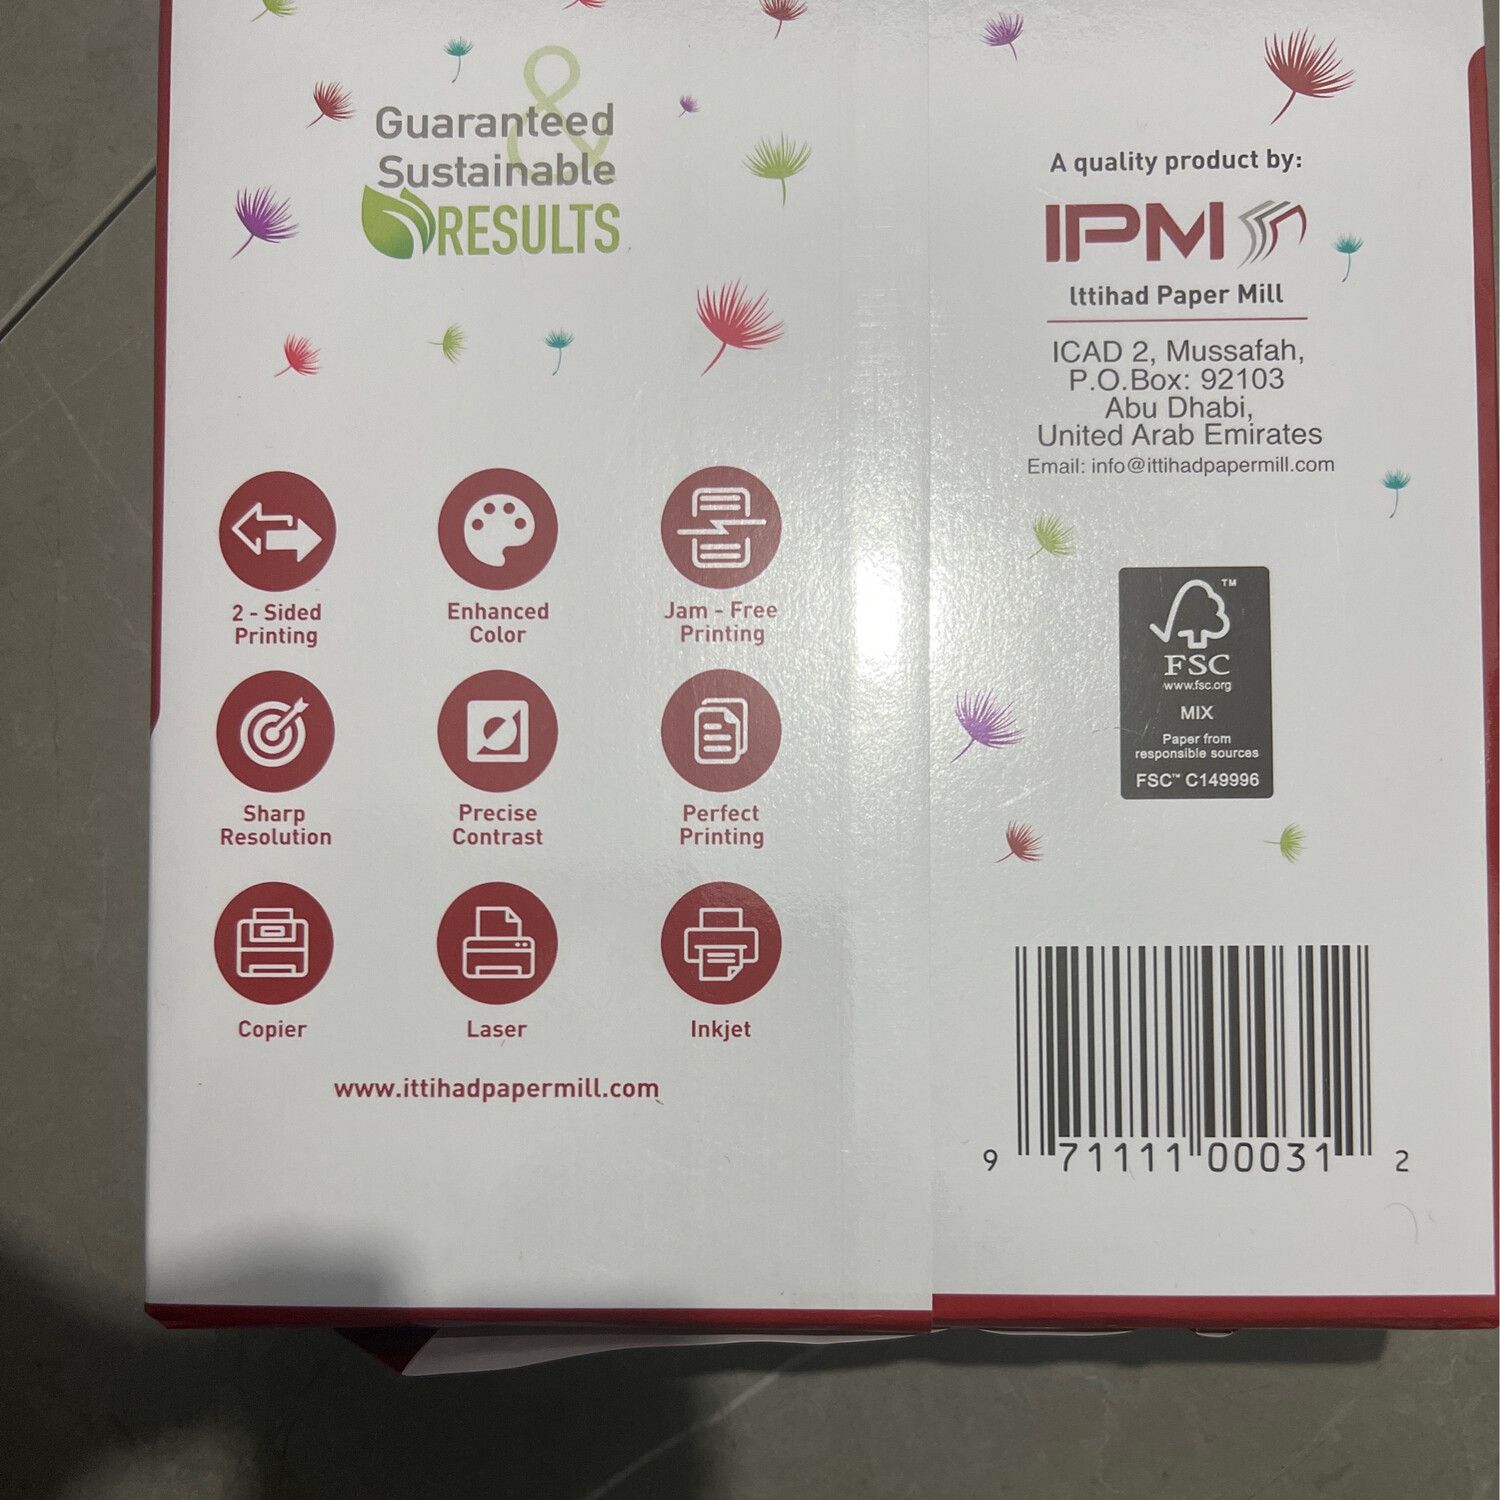 Guaranteed
&
Sustainable
RESULTS
2 - Sided
Printing
Enhanced
Color
Jam - Free
Printing
Sharp
Resolution
Precise
Contrast
Perfect
Printing
Copier
Laser
Inkjet
www.ittihadpapermill.com
A quality product by:
IPM
Ittihad Paper Mill
ICAD 2, Mussafah,
P.O.Box: 92103
Abu Dhabi,
United Arab Emirates
Email: info@ittihadpapermill.com
FSC
www.fsc.org
MIX
Paper from
responsible sources
FSC™ C149996
9 711111 00031 2